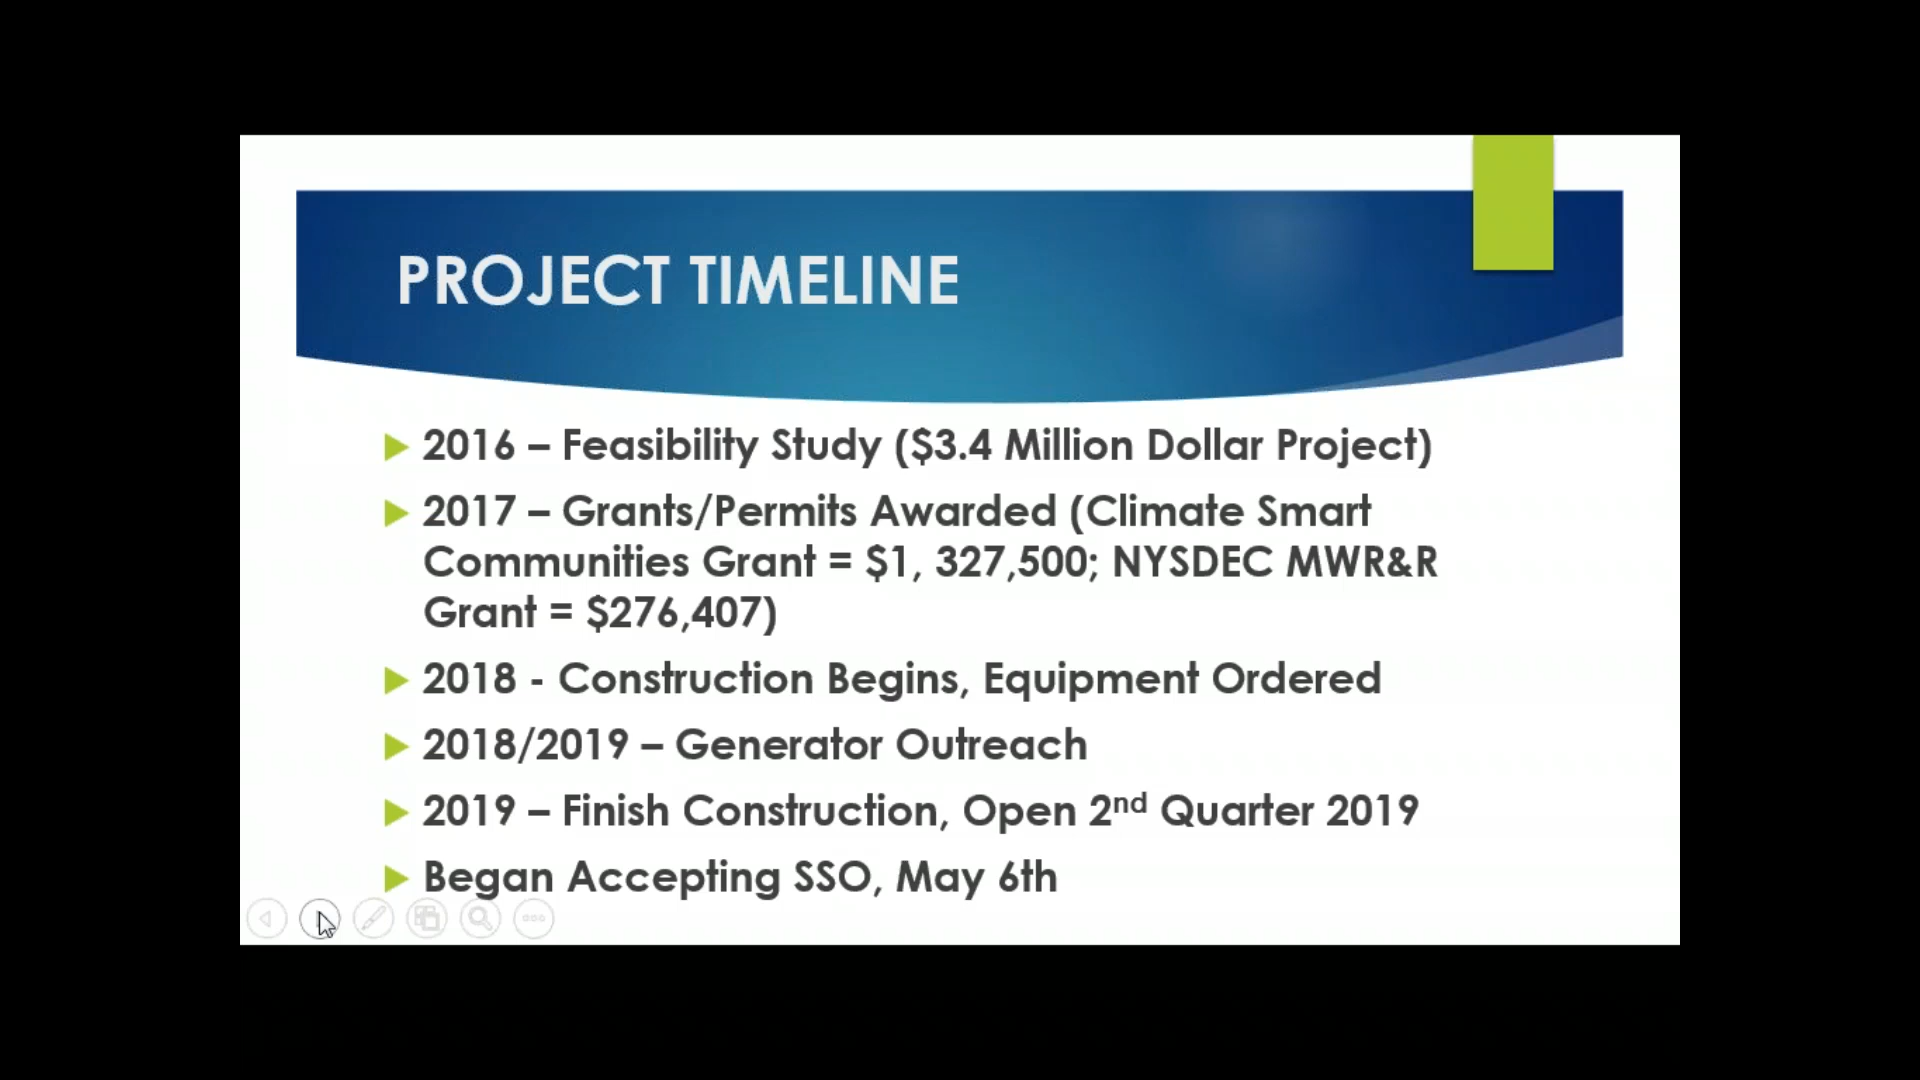 PROJECT TIMELINE
2016 – Feasibility Study ($3.4 Million Dollar Project)
2017 – Grants/Permits Awarded (Climate Smart
Communities Grant = $1, 327,500; NYSDEC MWR&R
Grant = $276,407)
2018 - Construction Begins, Equipment Ordered
2018/2019 – Generator Outreach
2019 – Finish Construction, Open 2nd Quarter 2019
Began Accepting SSO, May 6th